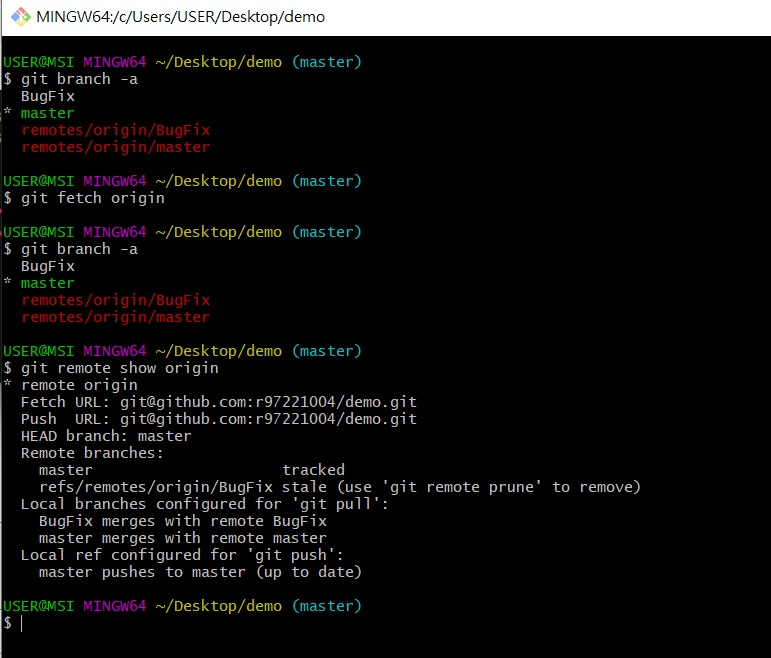 MINGW64:/c/Users/USER/Desktop/demo
USER@MSI MINGW64 ~/Desktop/demo (master)
$ git branch -a
  BugFix
* master
  remotes/origin/BugFix
  remotes/origin/master
USER@MSI MINGW64 ~/Desktop/demo (master)
$ git fetch origin
USER@MSI MINGW64 ~/Desktop/demo (master)
$ git branch -a
  BugFix
* master
  remotes/origin/BugFix
  remotes/origin/master
USER@MSI MINGW64 ~/Desktop/demo (master)
$ git remote show origin
* remote origin
  Fetch URL: git@github.com:r97221004/demo.git
  Push  URL: git@github.com:r97221004/demo.git
  HEAD branch: master
  Remote branches:
    master                     tracked
    refs/remotes/origin/BugFix stale (use 'git remote prune' to remove)
  Local branches configured for 'git pull':
    BugFix merges with remote BugFix
    master merges with remote master
  Local ref configured for 'git push':
    master pushes to master (up to date)
USER@MSI MINGW64 ~/Desktop/demo (master)
$